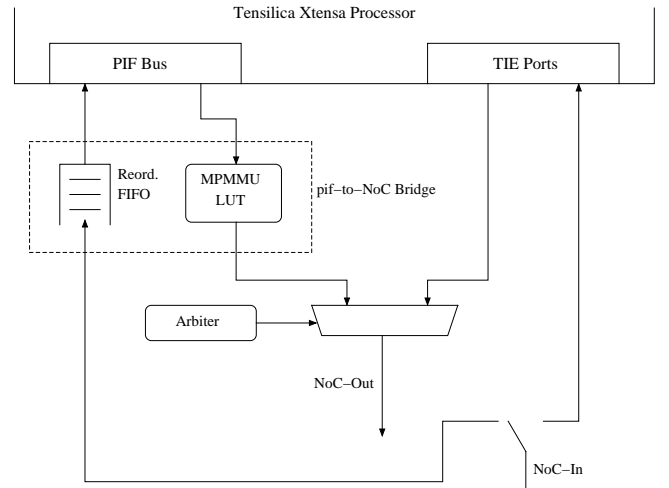 Tensilica Xtensa Processor
PIF Bus
TIE Ports
Reord.
FIFO
MPMMU
LUT
pif−to−NoC Bridge
Arbiter
NoC−Out
NoC−In